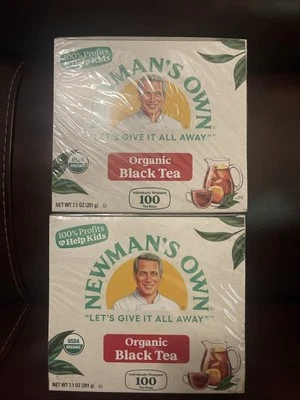 100% Profits
Help Kids
NEWMAN'S OWN
"LET'S GIVE IT ALL AWAY"™
USDA
ORGANIC
Organic
Black Tea
Individually Wrapped
100
Tea Bags
NET WT 7.1 OZ (201 g)
100% Profits
Help Kids
NEWMAN'S OWN
"LET'S GIVE IT ALL AWAY"™
USDA
ORGANIC
Organic
Black Tea
Individually Wrapped
100
Tea Bags
NET WT 7.1 OZ (201 g)